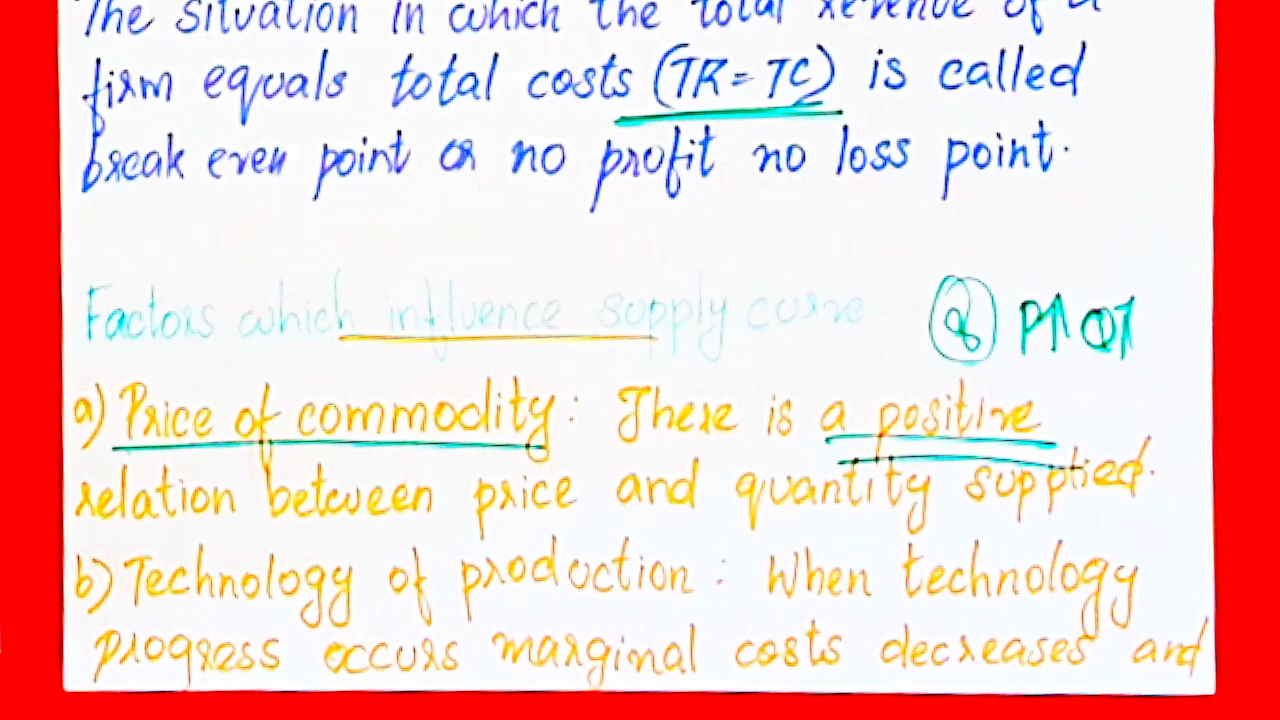 The situation in which the total revenue of a
firm equals total costs (TR=TC) is called
break even point or no profit no loss point.
Factors which influence supply curve P↑ Q↑
a) Price of commodity: There is a positive
relation between price and quantity supplied.
b) Technology of production: When technology
progress occurs marginal costs decreases and